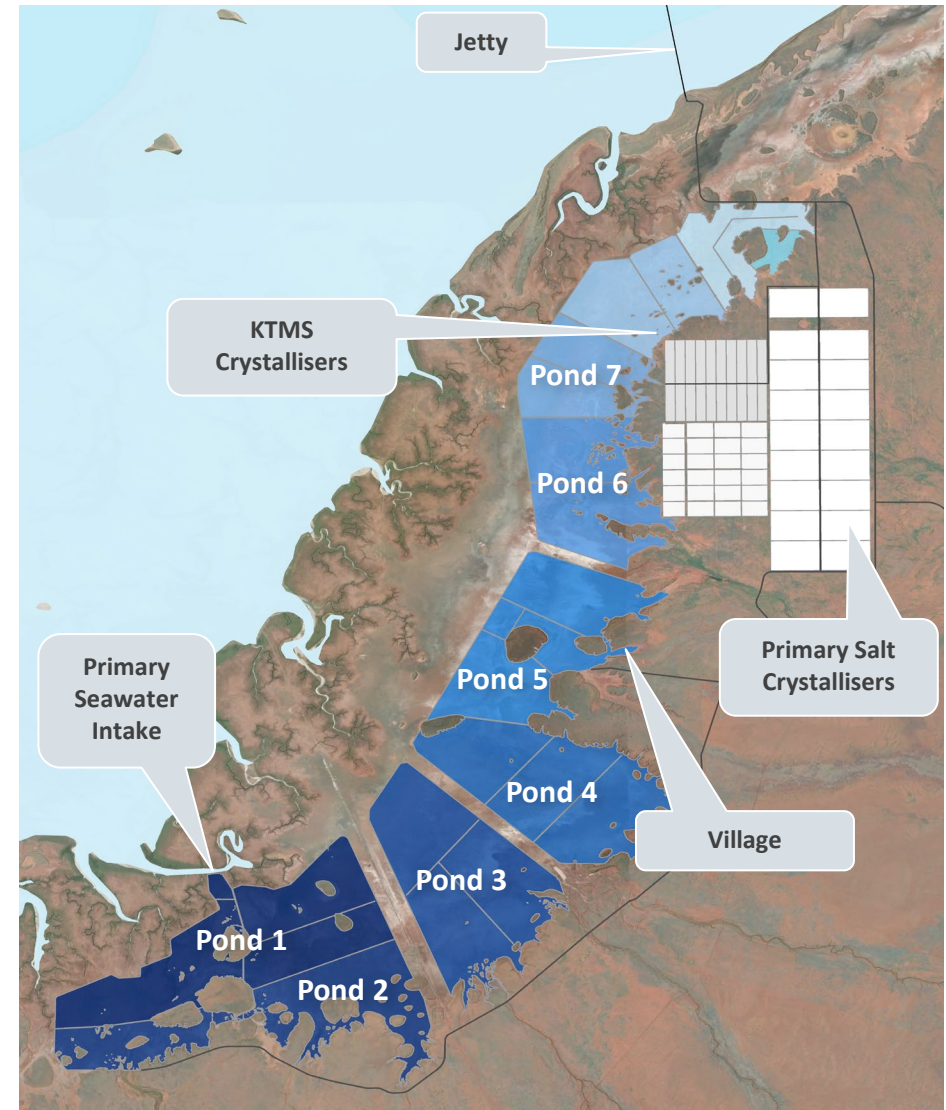 Jetty
KTMS
Crystallisers
Pond 7
Pond 6
Primary
Seawater
Intake
Pond 5
Primary Salt
Crystallisers
Pond 4
Village
Pond 3
Pond 1
Pond 2